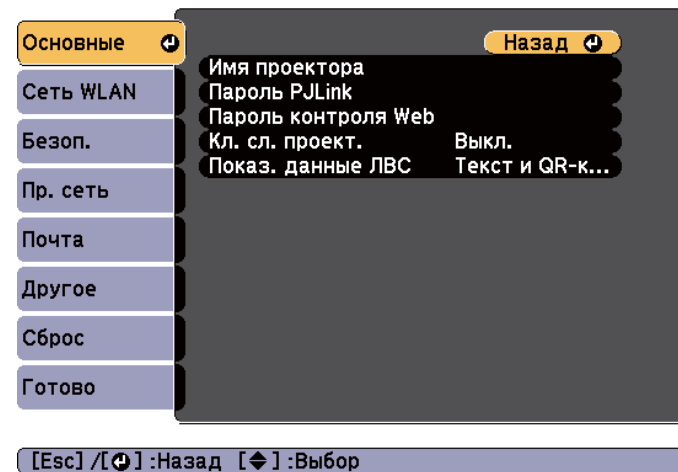 Основные
Сеть WLAN
Безоп.
Пр. сеть
Почта
Другое
Сброс
Готово
Назад
Имя проектора
Пароль PJLink
Пароль контроля Web
Кл. сл. проект. Выкл.
Показ. данные ЛВС Текст и QR-к...
[Esc] /[⏎] :Назад [◆] :Выбор